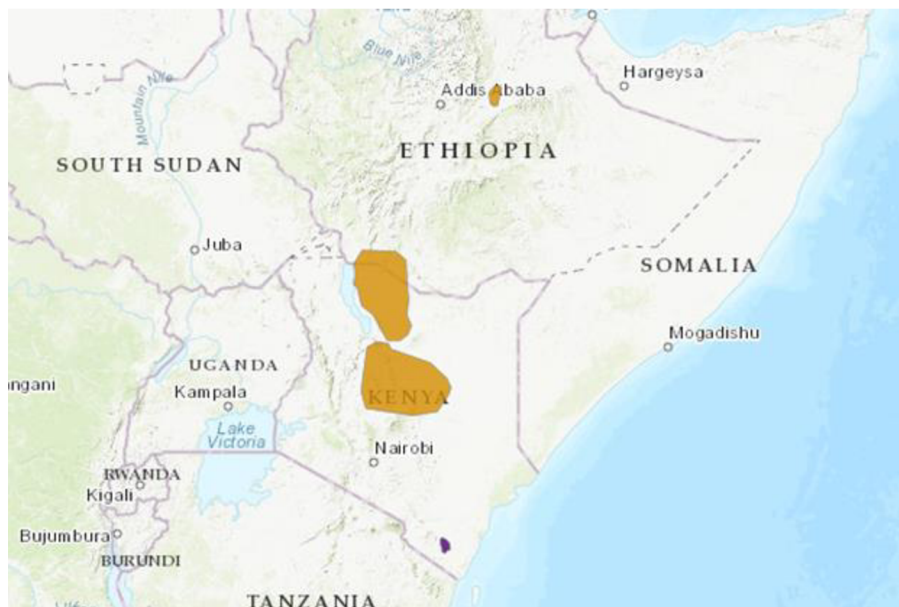 Blue Nile
Hargeysa
Addis Ababa
Mountain Nile
ETHIOPIA
SOUTH SUDAN
Juba
SOMALIA
Mogadishu
UGANDA
ngani
Kampala
KENYA
Lake
Victoria
Nairobi
RWANDA
Kigali
Bujumbura
BURUNDI
TANZANIA